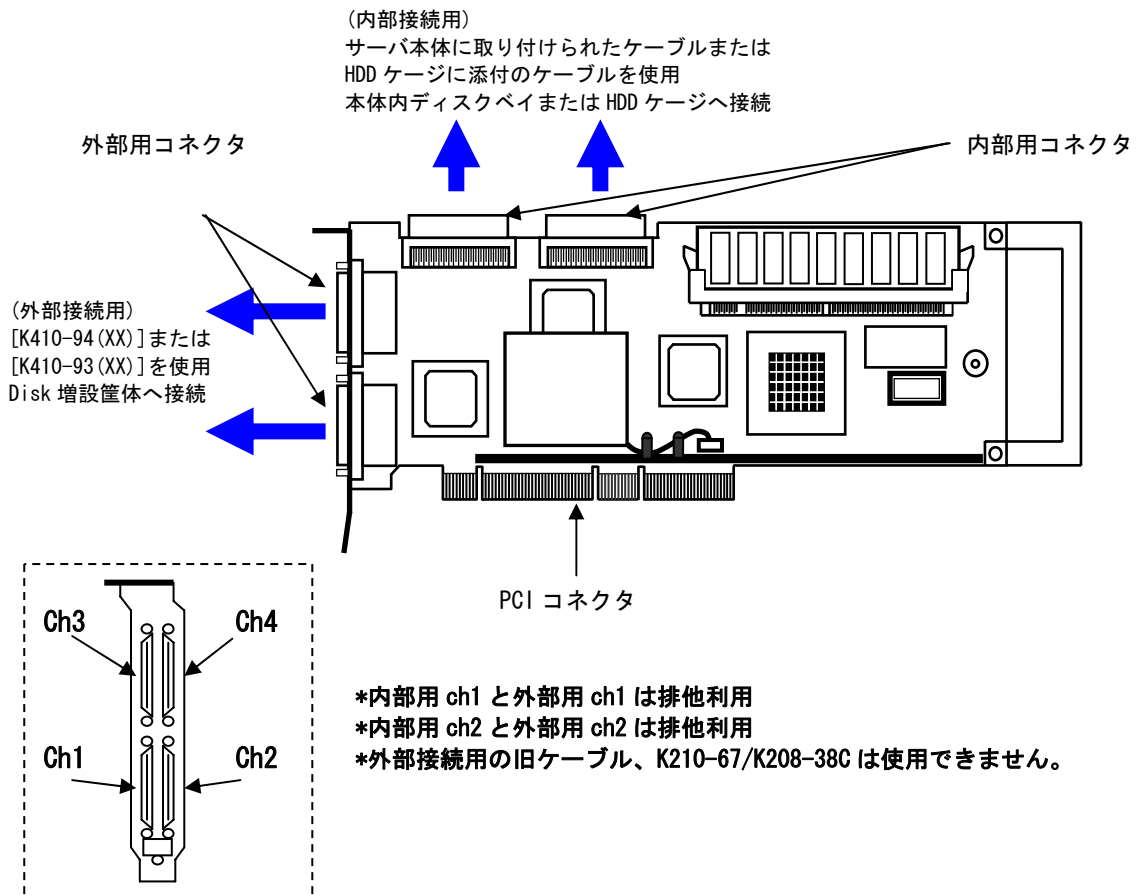 (内部接続用)
サーバ本体に取り付けられたケーブルまたは
HDD ケージに添付のケーブルを使用
本体内ディスクベイまたは HDD ケージへ接続
外部用コネクタ
内部用コネクタ
(外部接続用)
[K410-94(XX)]または
[K410-93(XX)]を使用
Disk 増設筐体へ接続
PCI コネクタ
Ch3
Ch4
Ch1
Ch2
*内部用 ch1 と外部用 ch1 は排他利用
*内部用 ch2 と外部用 ch2 は排他利用
*外部接続用の旧ケーブル、K210-67/K208-38C は使用できません。